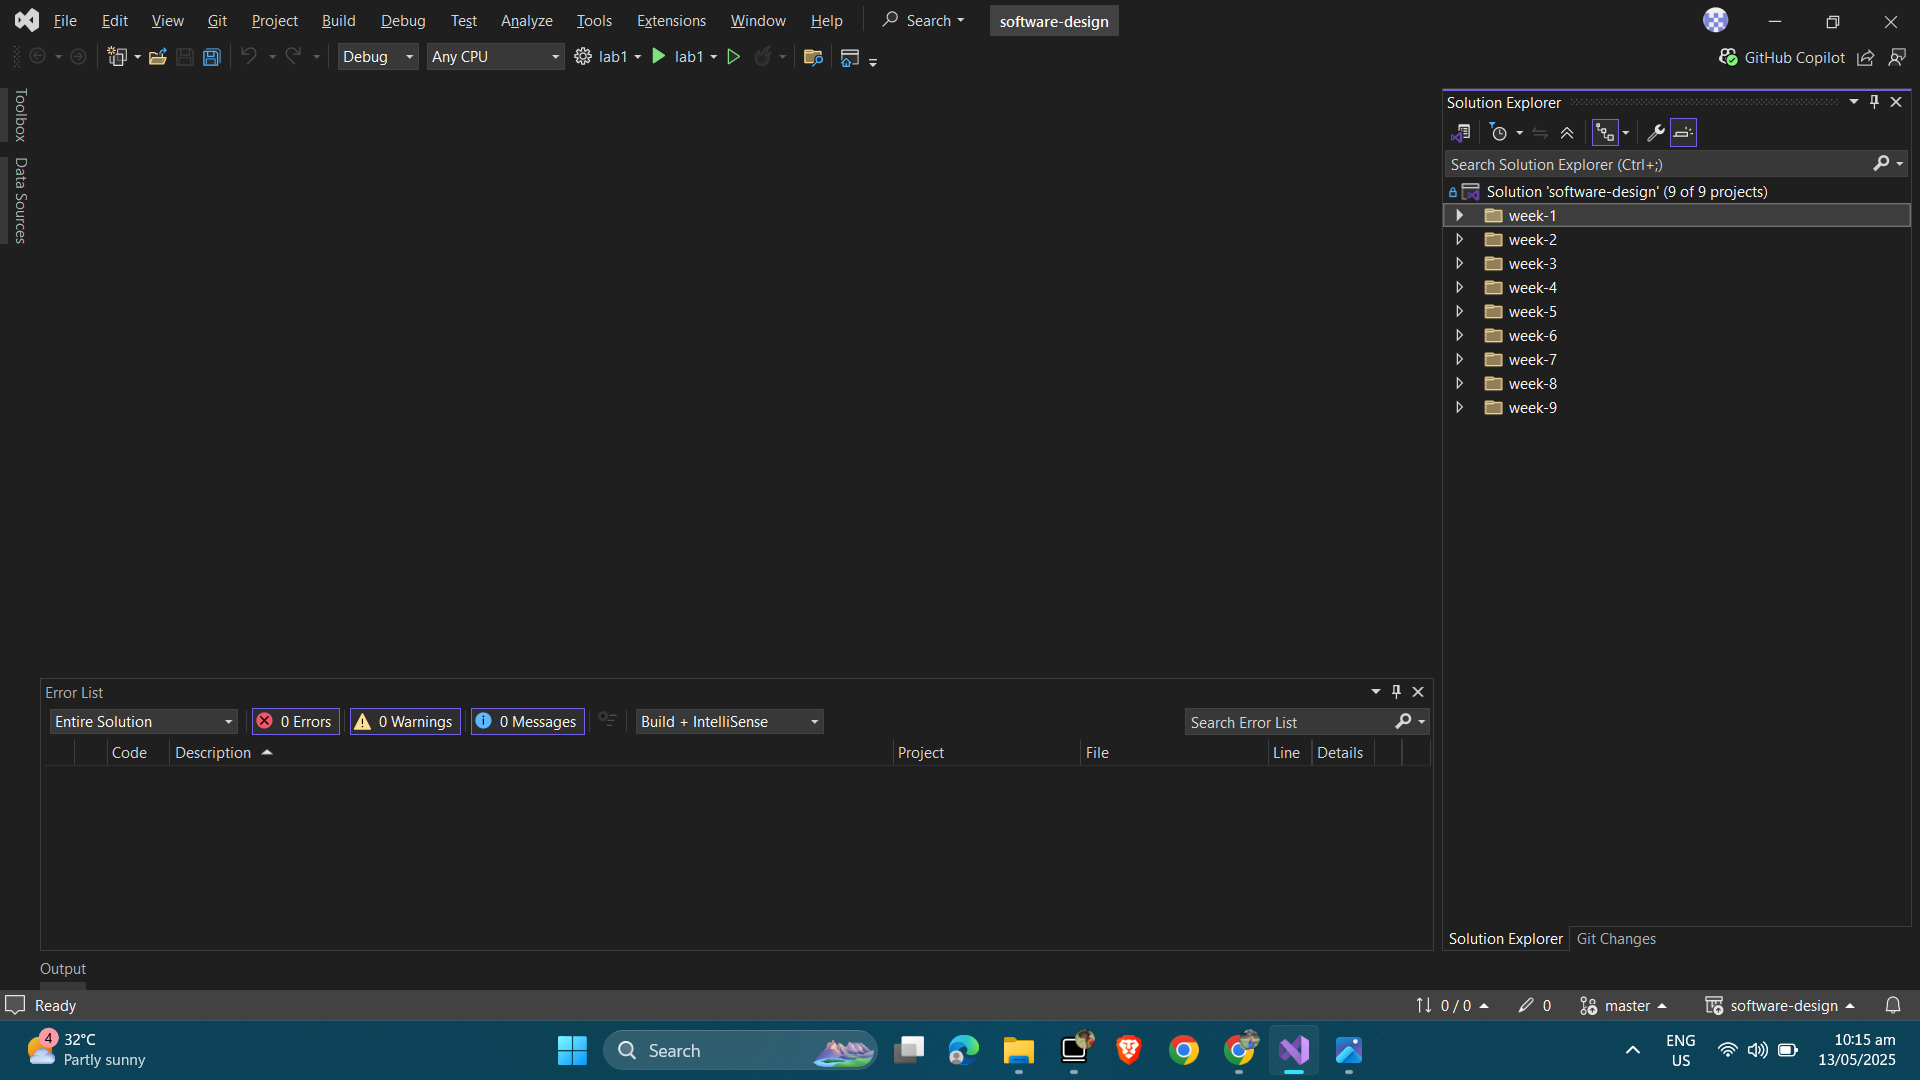 File Edit View Git Project Build Debug Test Analyze Tools Extensions Window Help Search software-design
Debug Any CPU lab1 lab1 GitHub Copilot
Toolbox
Data Sources
Solution Explorer
Search Solution Explorer (Ctrl+;)
Solution 'software-design' (9 of 9 projects)
week-1
week-2
week-3
week-4
week-5
week-6
week-7
week-8
week-9
Error List
Entire Solution 0 Errors 0 Warnings 0 Messages Build + IntelliSense Search Error List
Code Description Project File Line Details
Solution Explorer Git Changes
Output
Ready 0 / 0 0 master software-design
4 32°C
Partly sunny
Search
ENG
US
10:15 am
13/05/2025